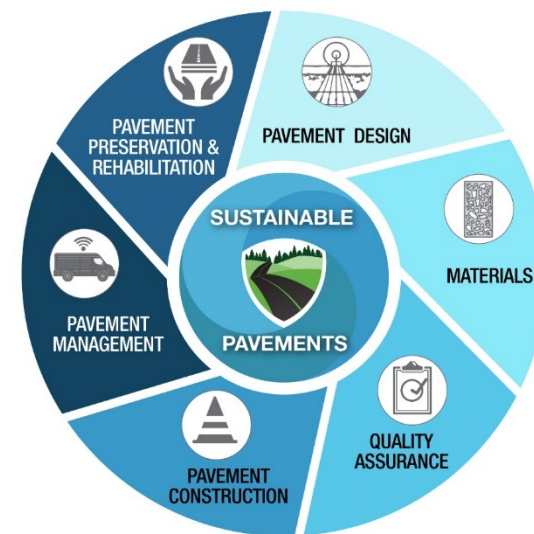 PAVEMENT
PRESERVATION &
REHABILITATION
PAVEMENT DESIGN
MATERIALS
QUALITY
ASSURANCE
PAVEMENT
CONSTRUCTION
PAVEMENT
MANAGEMENT
SUSTAINABLE
PAVEMENTS